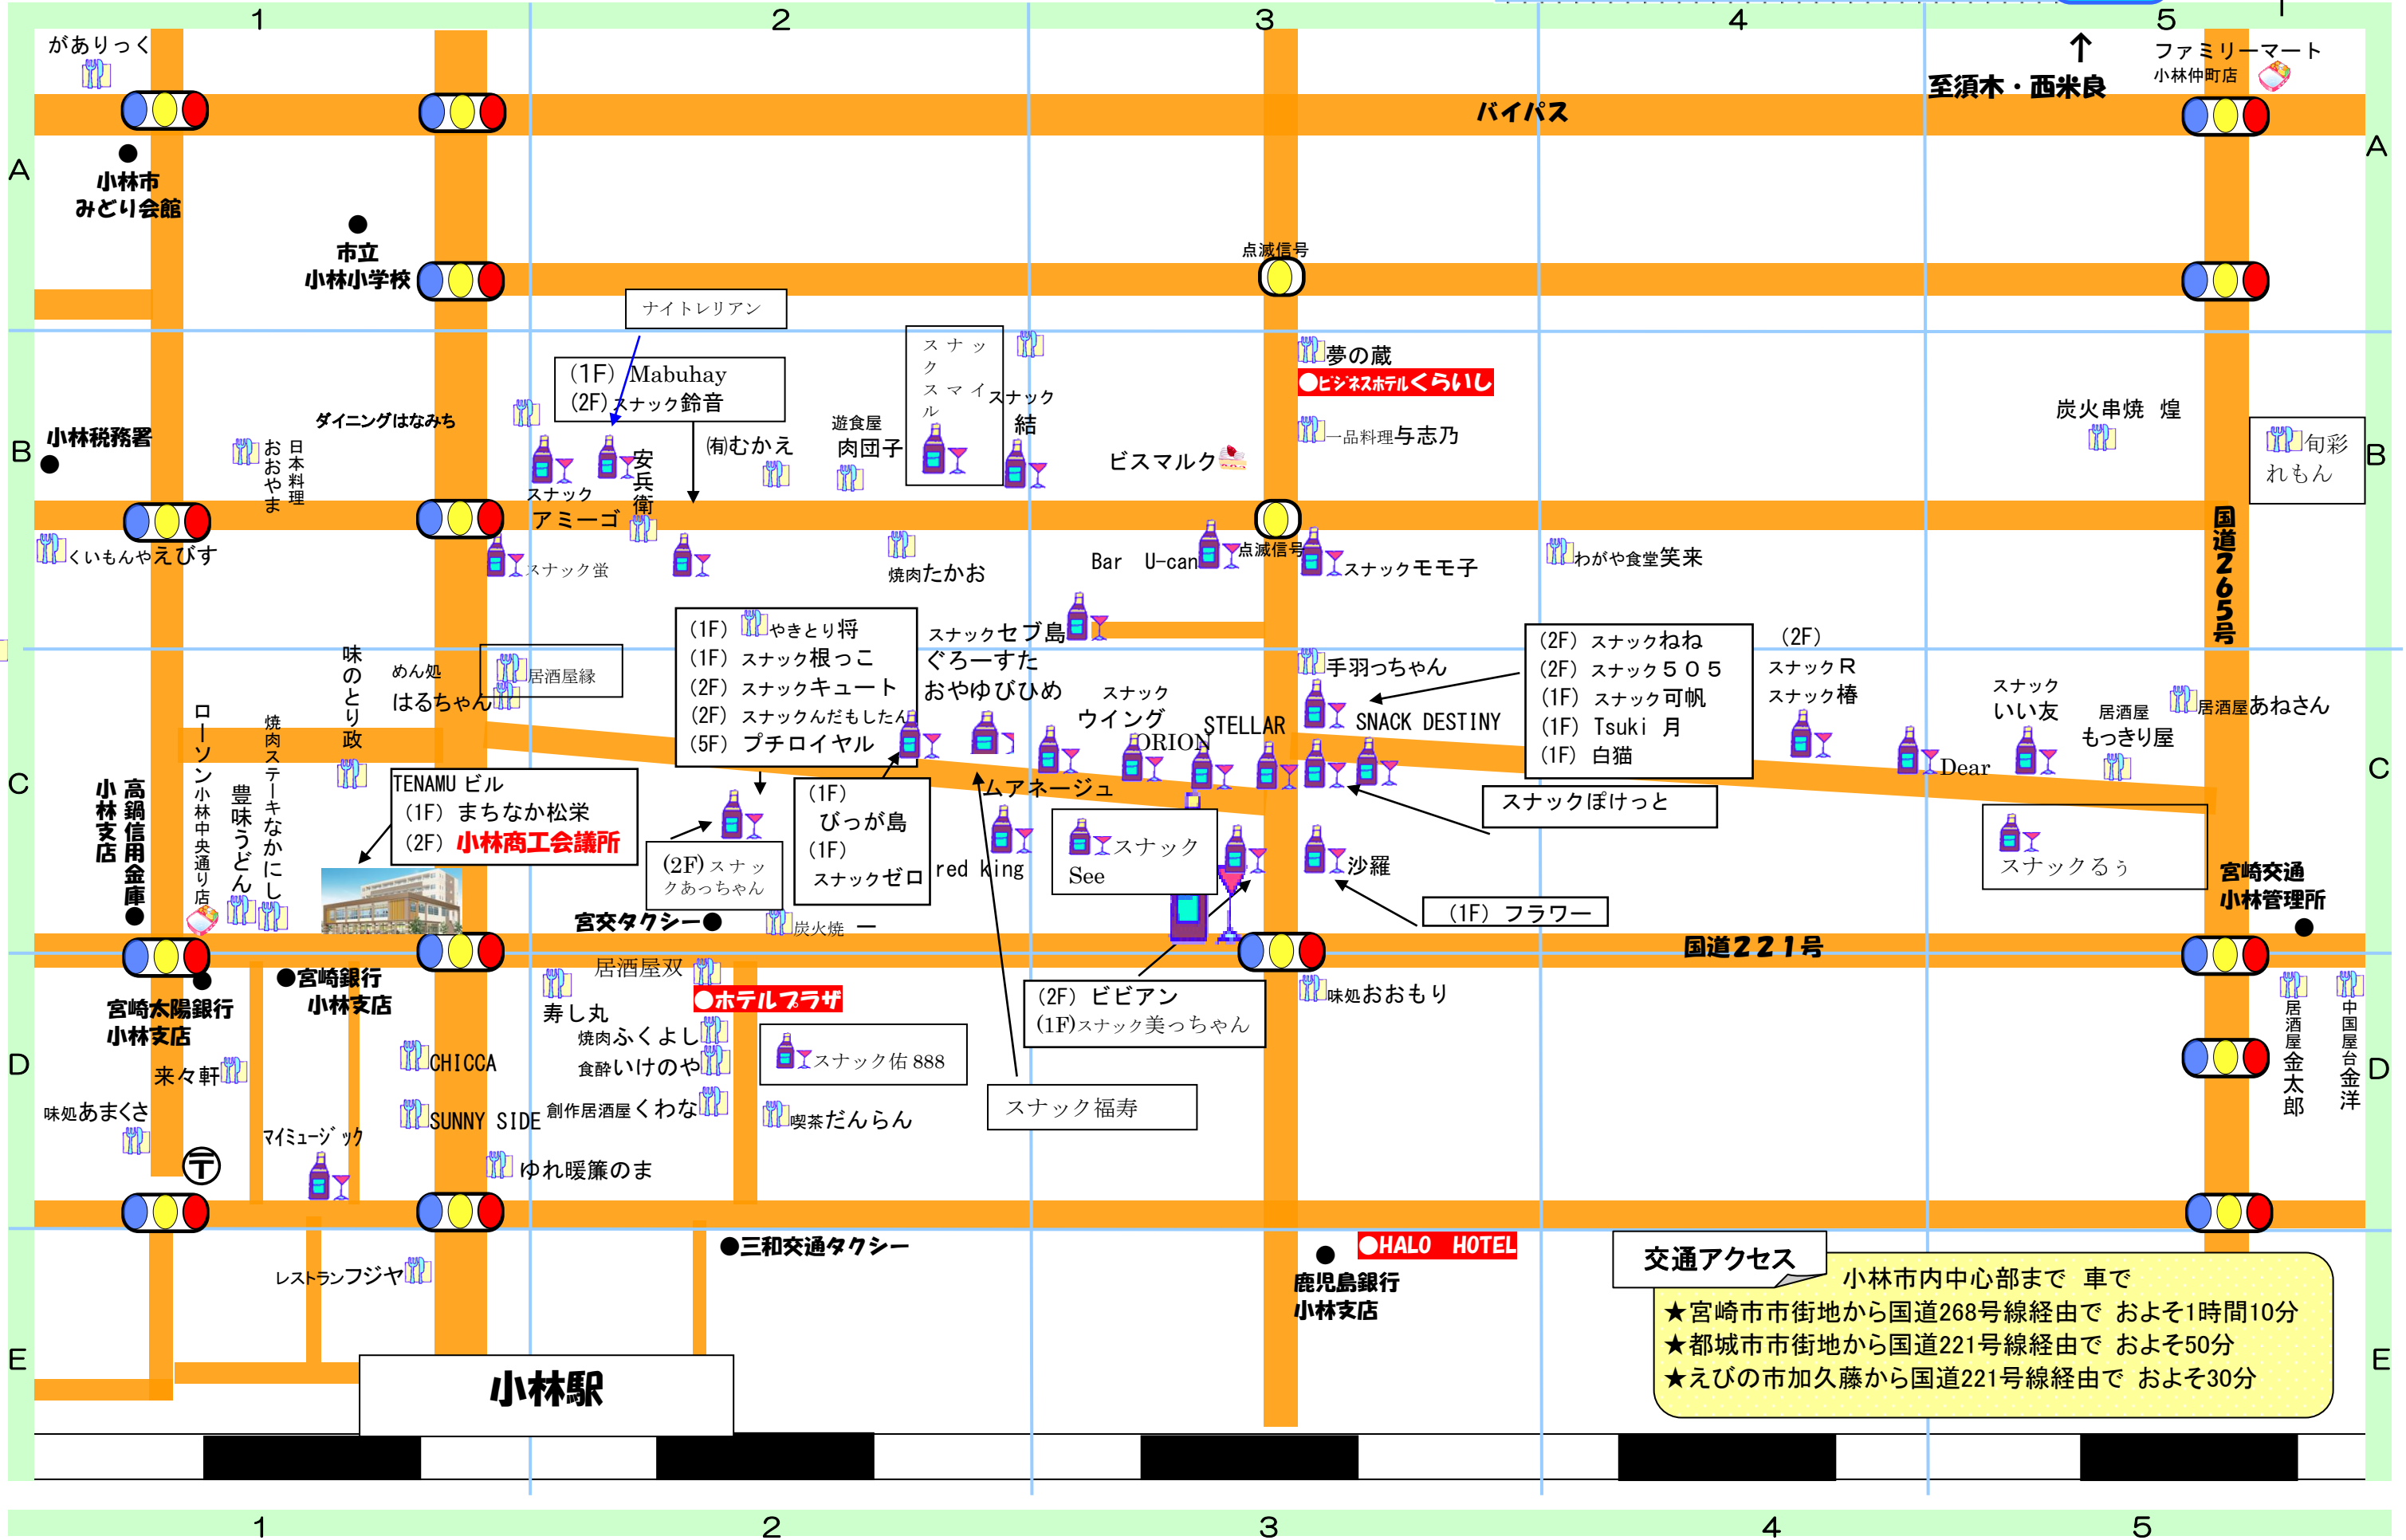 1 2 3 4 5
がありっく
↑
至須木・西米良
ファミリーマート
小林仲町店
バイパス
A A
小林市
みどり会館
市立
小林小学校
点滅信号
ナイトレリアン
(1F) Mabuhay
(2F)スナック鈴音
スナッ
ク
スマイ
ル
スナック
結
夢の蔵
●ビジネスホテルくらいし
一品料理与志乃
炭火串焼 煌
旬彩
れもん
B B
小林税務署
日本料理
おおやま
ダイニングはなみち
㈲むかえ
遊食屋
肉団子
ビスマルク
安兵衛
スナック
アミーゴ
くいもんやえびす
スナック蛍
焼肉たかお
Bar U-can
点滅信号
スナックモモ子
わがや食堂笑来
国道265号
(1F) やきとり将
(1F) スナック根っこ
(2F) スナックキュート
(2F) スナックんだもしたん
(5F) プチロイヤル
スナックセブ島
ぐろーすた
おやゆびひめ
手羽っちゃん
(2F) スナックねね
(2F) スナック505
(1F) スナック可帆
(1F) Tsuki 月
(1F) 白猫
(2F)
スナックR
スナック椿
スナック
いい友
居酒屋あねさん
居酒屋
もっきり屋
味のとり政
めん処
はるちゃん
居酒屋縁
スナック
ウイング
ORION
STELLAR
SNACK DESTINY
Dear
C C
ローソン小林中央通り店
焼肉ステーキなかにし
豊味うどん
高鍋信用金庫
小林支店
TENAMUビル
(1F) まちなか松栄
(2F) 小林商工会議所
(2F)スナッ
クあっちゃん
(1F)
びっが島
(1F)
スナックゼロ
ムアネージュ
red king
スナック
See
スナックぽけっと
沙羅
(1F) フラワー
スナックるぅ
宮崎交通
小林管理所
宮交タクシー●
炭火焼 一
国道221号
宮崎太陽銀行
小林支店
●宮崎銀行
小林支店
居酒屋双
●ホテルプラザ
寿し丸
焼肉ふくよし
食酔いけのや
創作居酒屋くわな
スナック佑888
喫茶だんらん
(2F) ビビアン
(1F)スナック美っちゃん
味処おおもり
スナック福寿
居酒屋金太郎
中国屋台金洋
D D
来々軒
味処あまくさ
〒
CHICCA
SUNNY SIDE
マイミュージック
ゆれ暖簾のま
●三和交通タクシー
レストランフジヤ
●HALO HOTEL
鹿児島銀行
小林支店
交通アクセス
小林市内中心部まで 車で
★宮崎市市街地から国道268号線経由で およそ1時間10分
★都城市市街地から国道221号線経由で およそ50分
★えびの市加久藤から国道221号線経由で およそ30分
E E
小林駅
1 2 3 4 5